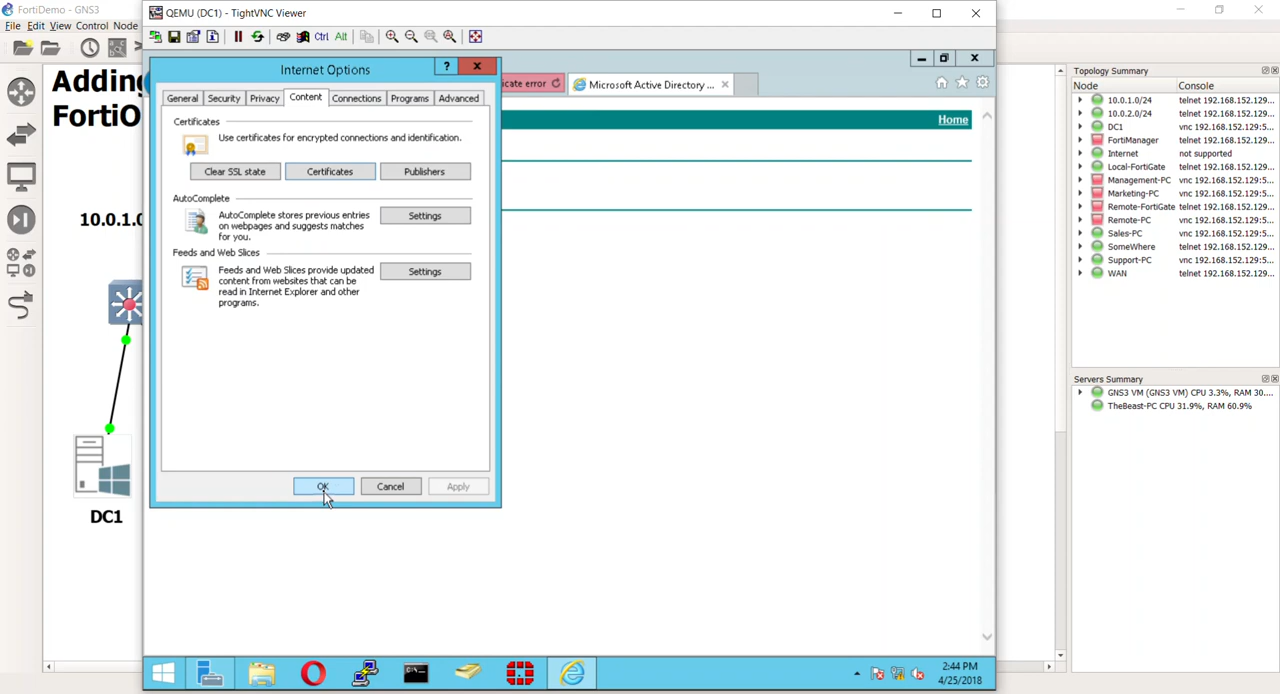 FortiDemo - GNS3
File Edit View Control Node
QEMU (DC1) - TightVNC Viewer
Ctrl Alt
Adding
FortiO
10.0.1.0
DC1
Internet Options
?
General Security Privacy Content Connections Programs Advanced
Certificates
Use certificates for encrypted connections and identification.
Clear SSL state Certificates Publishers
AutoComplete
AutoComplete stores previous entries
on webpages and suggests matches
for you.
Settings
Feeds and Web Slices
Feeds and Web Slices provide updated
content from websites that can be
read in Internet Explorer and other
programs.
Settings
OK Cancel Apply
icate error
Microsoft Active Directory ...
Home
2:44 PM
4/25/2018
Topology Summary
Node Console
10.0.1.0/24 telnet 192.168.152.129...
10.0.2.0/24 telnet 192.168.152.129...
DC1 vnc 192.168.152.129:5...
FortiManager telnet 192.168.152.129...
Internet not supported
Local-FortiGate telnet 192.168.152.129...
Management-PC vnc 192.168.152.129:5...
Marketing-PC vnc 192.168.152.129:5...
Remote-FortiGate telnet 192.168.152.129...
Remote-PC vnc 192.168.152.129:5...
Sales-PC vnc 192.168.152.129:5...
SomeWhere telnet 192.168.152.129...
Support-PC vnc 192.168.152.129:5...
WAN telnet 192.168.152.129...
Servers Summary
GNS3 VM (GNS3 VM) CPU 3.3%, RAM 30....
TheBeast-PC CPU 31.9%, RAM 60.9%